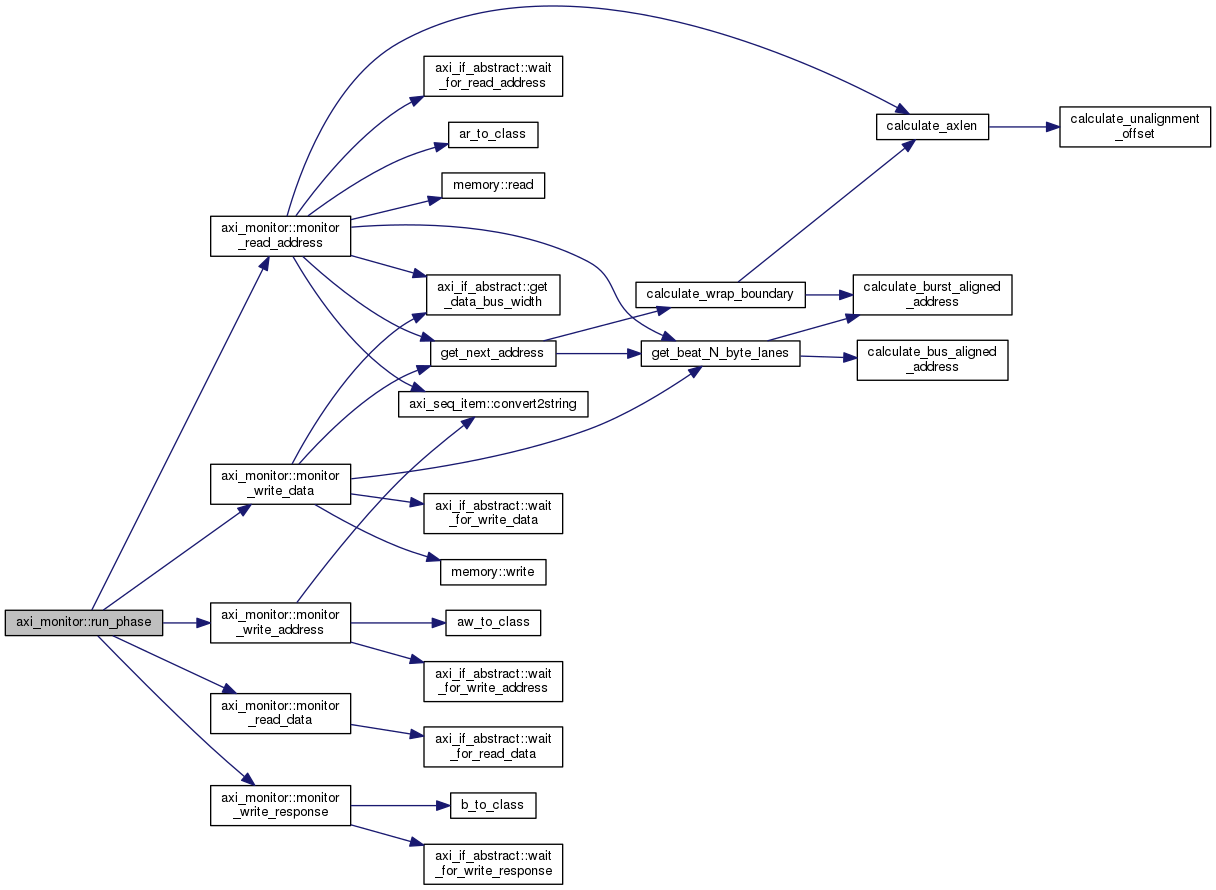 axi_monitor::run_phase
axi_monitor::monitor
_read_address
axi_monitor::monitor
_write_data
axi_monitor::monitor
_write_address
axi_monitor::monitor
_read_data
axi_monitor::monitor
_write_response
axi_if_abstract::wait
_for_read_address
ar_to_class
memory::read
axi_if_abstract::get
_data_bus_width
get_next_address
axi_seq_item::convert2string
axi_if_abstract::wait
_for_write_data
memory::write
aw_to_class
axi_if_abstract::wait
_for_write_address
axi_if_abstract::wait
_for_read_data
b_to_class
axi_if_abstract::wait
_for_write_response
calculate_wrap_boundary
get_beat_N_byte_lanes
calculate_axlen
calculate_burst_aligned
_address
calculate_bus_aligned
_address
calculate_unalignment
_offset